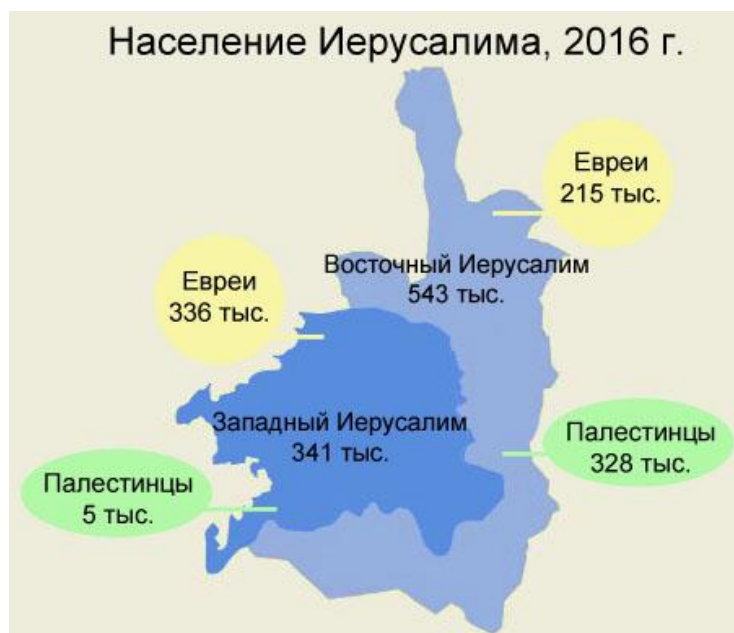 Население Иерусалима, 2016 г.
Евреи
215 тыс.
Восточный Иерусалим
543 тыс.
Евреи
336 тыс.
Западный Иерусалим
341 тыс.
Палестинцы
328 тыс.
Палестинцы
5 тыс.